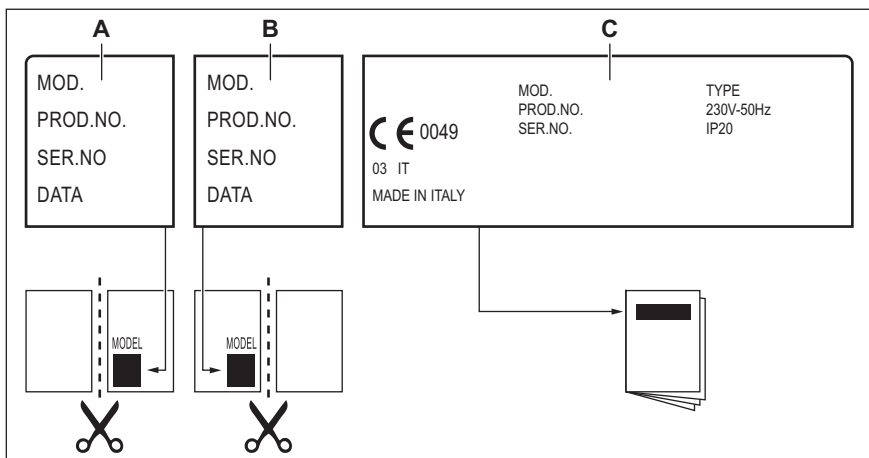 A
B
C
MOD.
PROD.NO.
SER.NO
DATA
MOD.
PROD.NO.
SER.NO
DATA
MOD.
PROD.NO.
SER.NO.
TYPE
230V-50Hz
IP20
CE 0049
03 IT
MADE IN ITALY
MODEL
MODEL